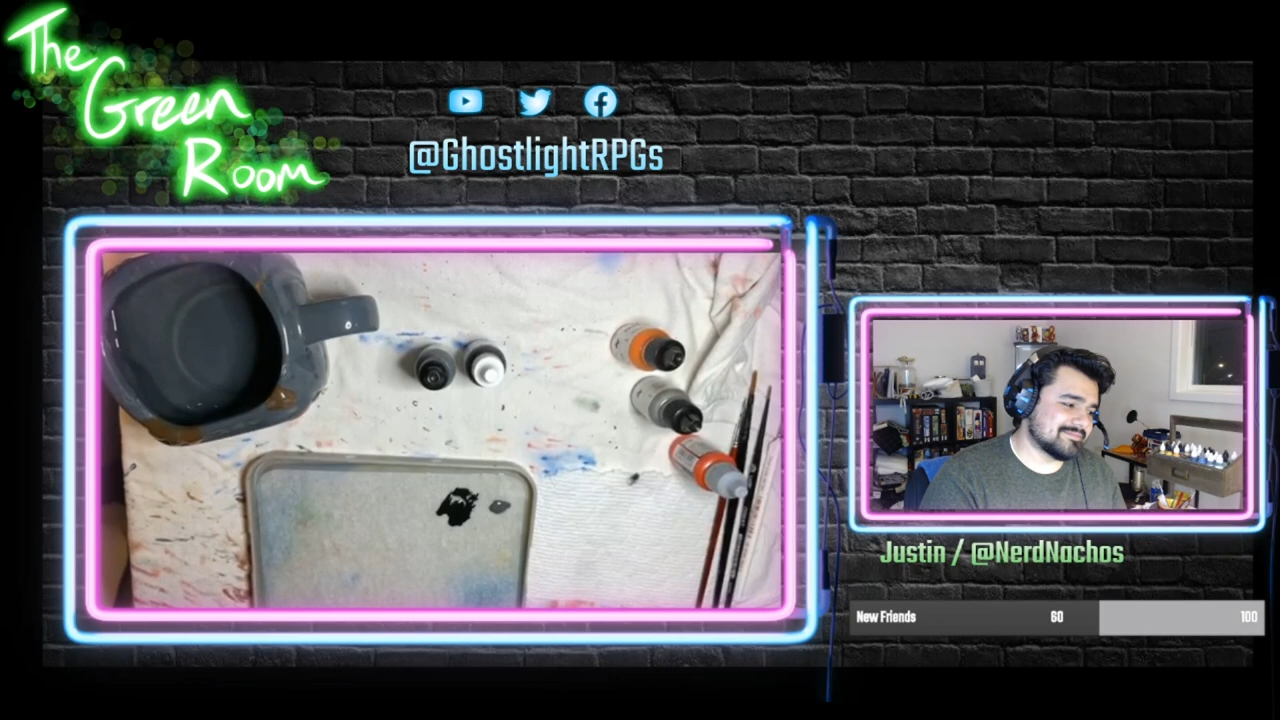 The
Green
Room
@GhostlightRPGs
Justin / @NerdNachos
New Friends 60 100